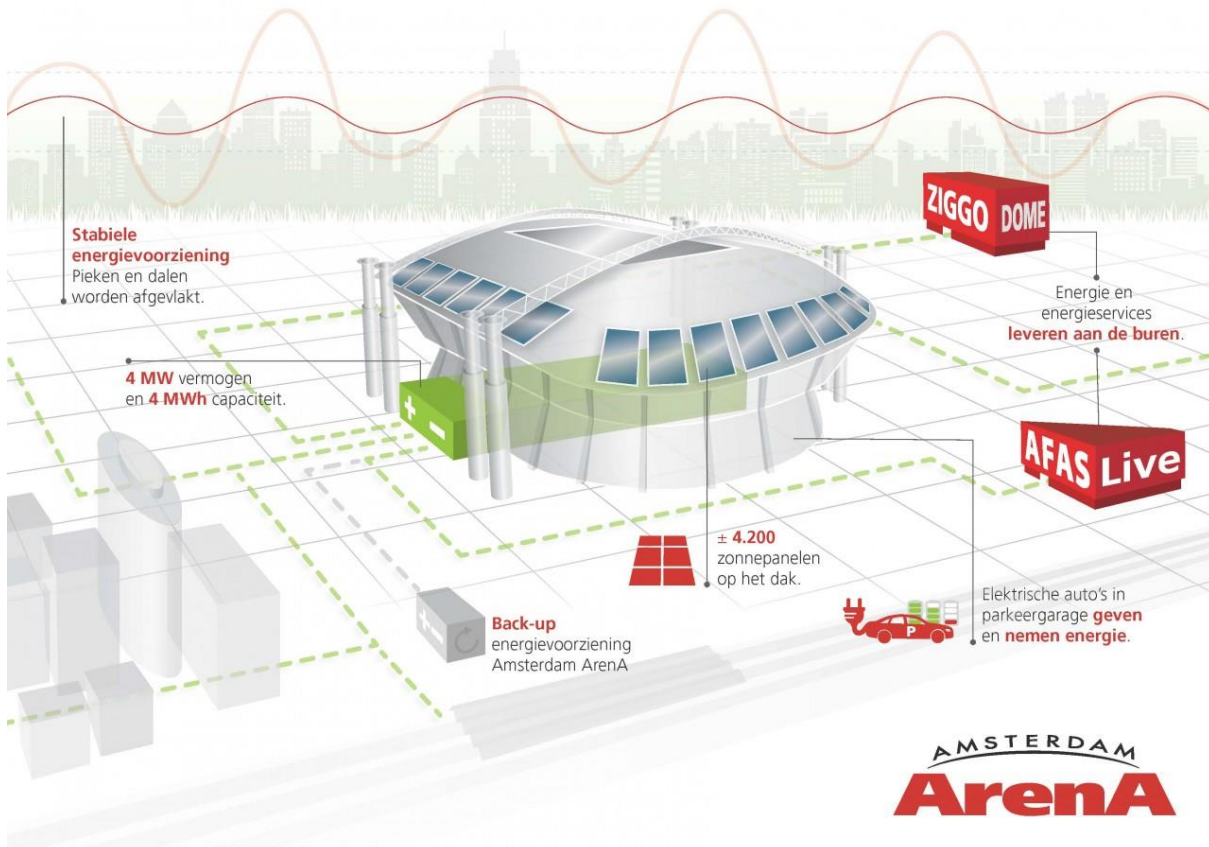 ZIGGO DOME
Stabiele
energievoorziening
Pieken en dalen
worden afgevlakt.
Energie en
energieservices
leveren aan de buren.
4 MW vermogen
en 4 MWh capaciteit.
+ -
AFAS Live
± 4.200
zonnepanelen
op het dak.
Elektrische auto's in
parkeergarage geven
en nemen energie.
P
+ -
Back-up
energievoorziening
Amsterdam ArenA
AMSTERDAM
ArenA